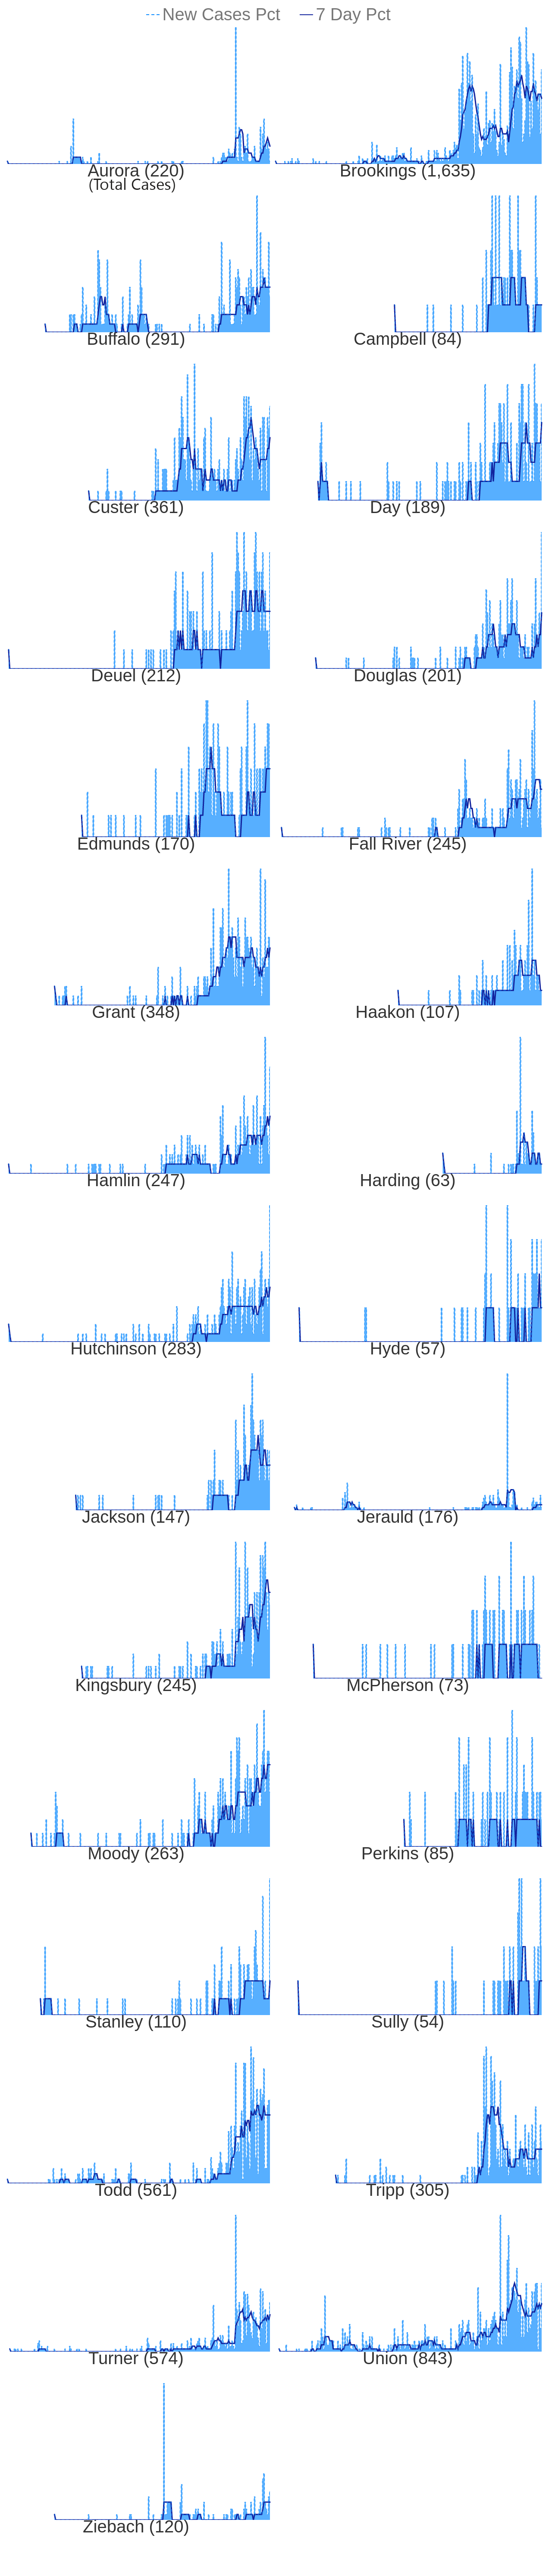 New Cases Pct 7 Day Pct
Aurora (220) Brookings (1,635)
(Total Cases)
Buffalo (291) Campbell (84)
Custer (361) Day (189)
Deuel (212) Douglas (201)
Edmunds (170) Fall River (245)
Grant (348) Haakon (107)
Hamlin (247) Harding (63)
Hutchinson (283) Hyde (57)
Jackson (147) Jerauld (176)
Kingsbury (245) McPherson (73)
Moody (263) Perkins (85)
Stanley (110) Sully (54)
Todd (561) Tripp (305)
Turner (574) Union (843)
Ziebach (120)